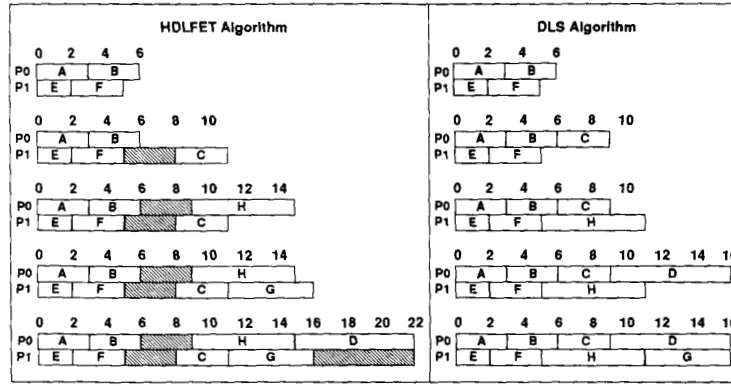 HDLFET Algorithm
0 2 4 6
P0 A B
P1 E F
0 2 4 6 8 10
P0 A B
P1 E F C
0 2 4 6 8 10 12 14
P0 A B H
P1 E F C
0 2 4 6 8 10 12 14
P0 A B H
P1 E F C G
0 2 4 6 8 10 12 14 16 18 20 22
P0 A B H D
P1 E F C G
DLS Algorithm
0 2 4 6
P0 A B
P1 E F
0 2 4 6 8 10
P0 A B C
P1 E F
0 2 4 6 8 10
P0 A B C
P1 E F H
0 2 4 6 8 10 12 14 16
P0 A B C D
P1 E F H
0 2 4 6 8 10 12 14 16
P0 A B C D
P1 E F H G